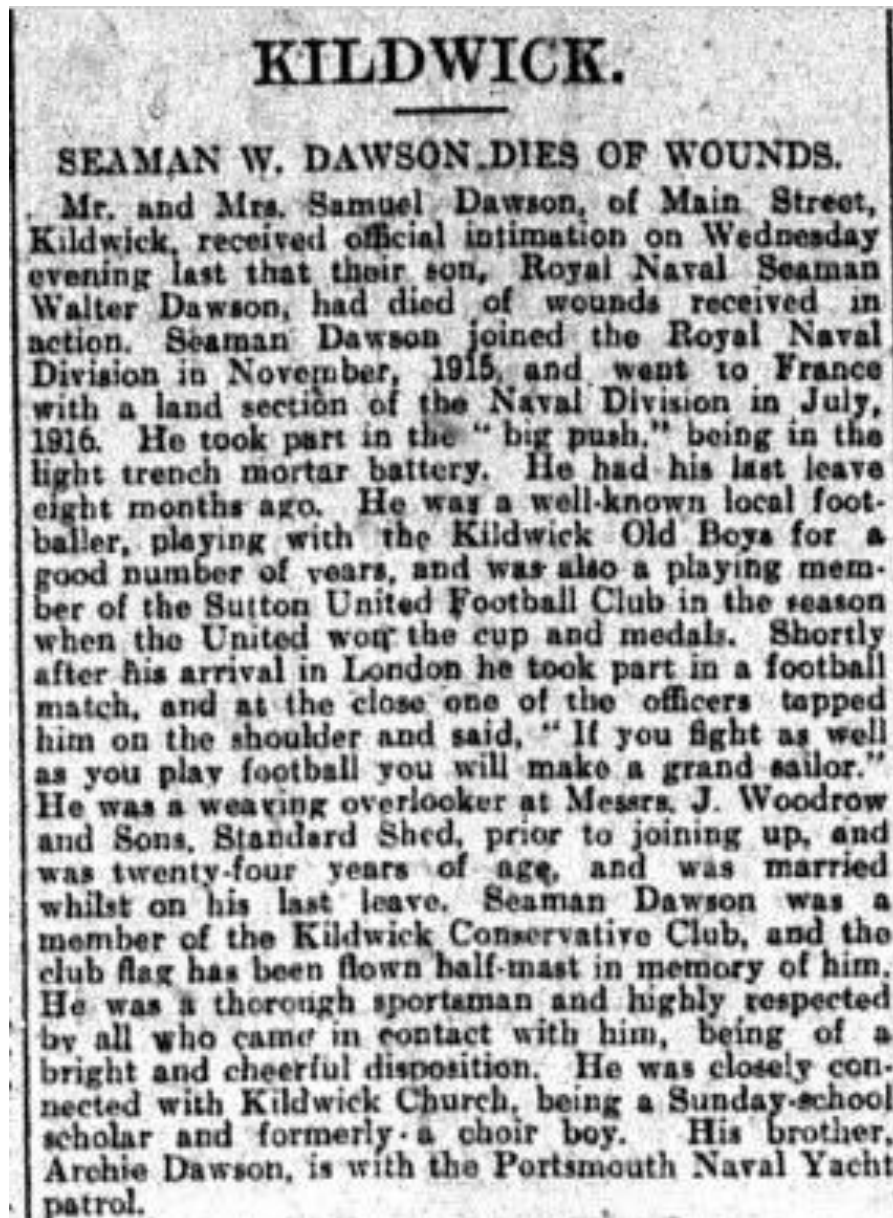 KILDWICK.
SEAMAN W. DAWSON DIES OF WOUNDS.
Mr. and Mrs. Samuel Dawson, of Main Street,
Kildwick, received official intimation on Wednesday
evening last that their son, Royal Naval Seaman
Walter Dawson, had died of wounds received in
action. Seaman Dawson joined the Royal Naval
Division in November, 1915, and went to France
with a land section of the Naval Division in July,
1916. He took part in the " big push," being in the
light trench mortar battery. He had his last leave
eight months ago. He was a well-known local foot-
baller, playing with the Kildwick Old Boys for a
good number of years, and was also a playing mem-
ber of the Sutton United Football Club in the season
when the United won the cup and medals. Shortly
after his arrival in London he took part in a football
match, and at the close one of the officers tapped
him on the shoulder and said, " If you fight as well
as you play football you will make a grand sailor."
He was a weaving overlooker at Messrs. J. Woodrow
and Sons, Standard Shed, prior to joining up, and
was twenty-four years of age, and was married
whilst on his last leave. Seaman Dawson was a
member of the Kildwick Conservative Club, and the
club flag has been flown half-mast in memory of him.
He was a thorough sportsman and highly respected
by all who came in contact with him, being of a
bright and cheerful disposition. He was closely con-
nected with Kildwick Church, being a Sunday-school
scholar and formerly a choir boy. His brother,
Archie Dawson, is with the Portsmouth Naval Yacht
patrol.